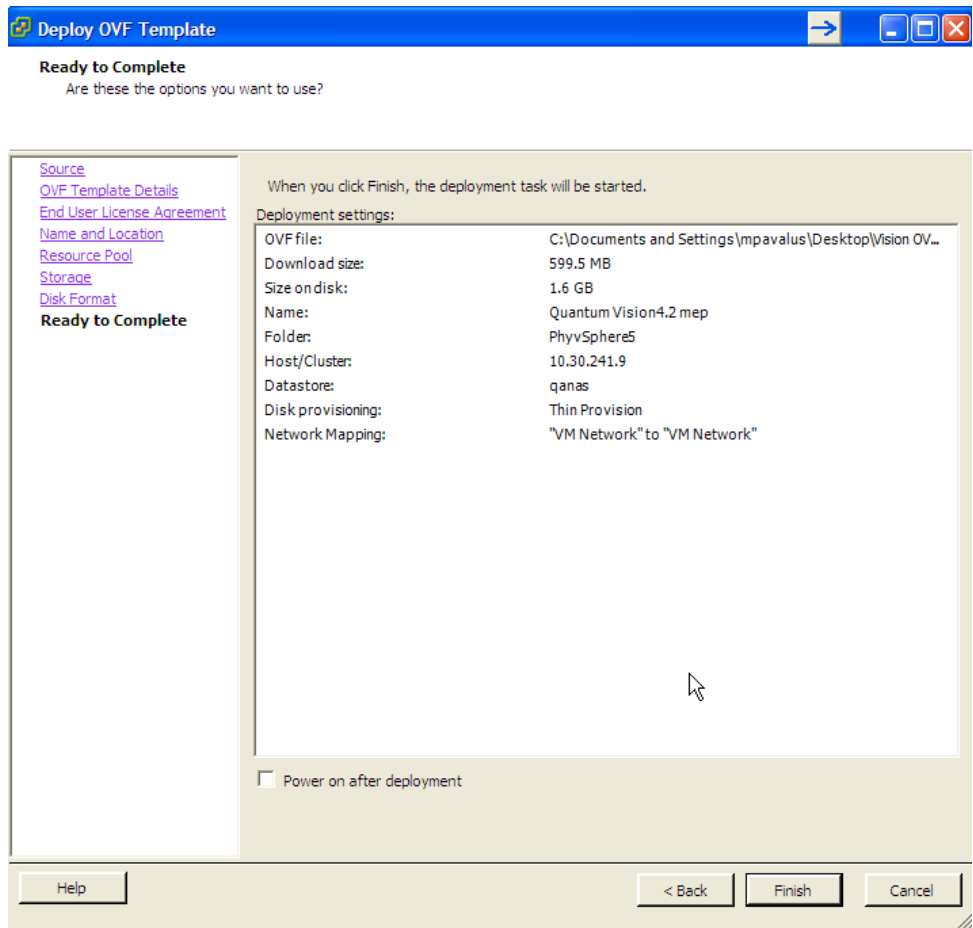 Deploy OVF Template
Ready to Complete
Are these the options you want to use?
Source
OVF Template Details
End User License Agreement
Name and Location
Resource Pool
Storage
Disk Format
Ready to Complete
When you click Finish, the deployment task will be started.
Deployment settings:
OVF file: C:\Documents and Settings\mpavalus\Desktop\Vision OV...
Download size: 599.5 MB
Size on disk: 1.6 GB
Name: Quantum Vision4.2 mep
Folder: PhyvSphere5
Host/Cluster: 10.30.241.9
Datastore: qanas
Disk provisioning: Thin Provision
Network Mapping: "VM Network" to "VM Network"
Power on after deployment
Help
< Back
Finish
Cancel